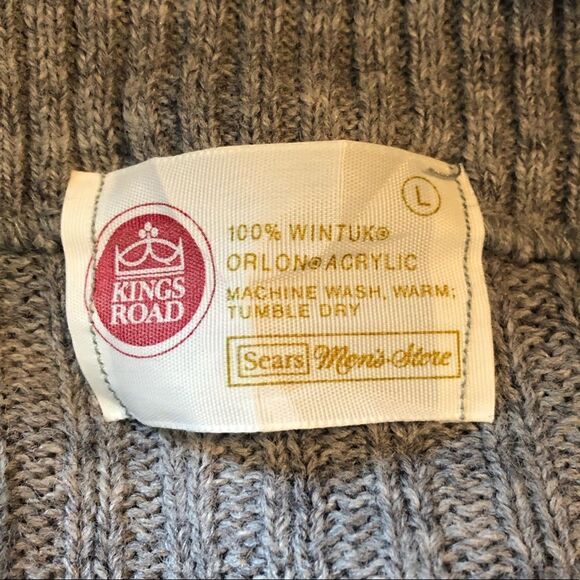 KINGS
ROAD
L
100% WINTUK®
ORLON® ACRYLIC
MACHINE WASH, WARM;
TUMBLE DRY
Sears Men's Store